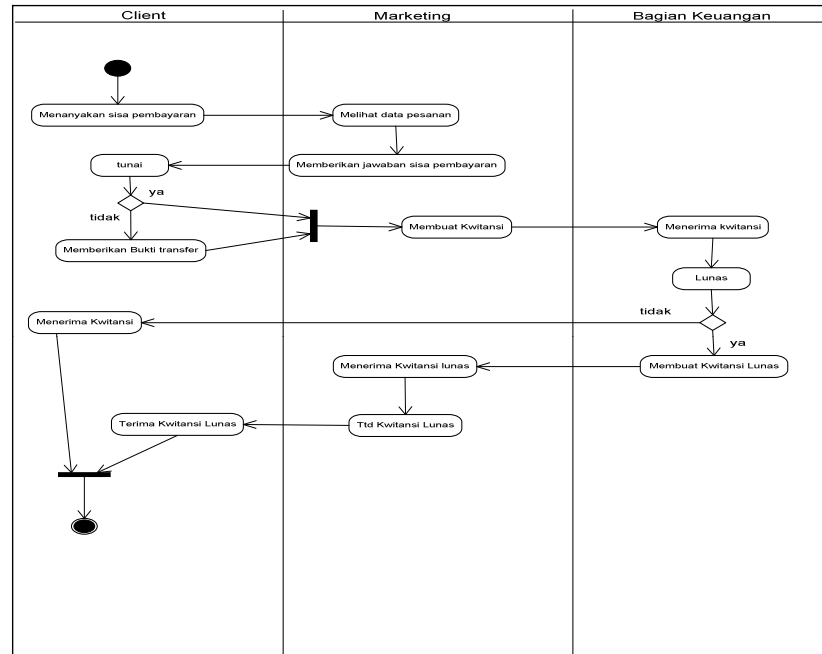 Client
Marketing
Bagian Keuangan
Menanyakan sisa pembayaran
Melihat data pesanan
tunai
Memberikan jawaban sisa pembayaran
ya
tidak
Membuat Kwitansi
Menerima kwitansi
Memberikan Bukti transfer
Lunas
tidak
Menerima Kwitansi
ya
Menerima Kwitansi lunas
Membuat Kwitansi Lunas
Terima Kwitansi Lunas
Ttd Kwitansi Lunas